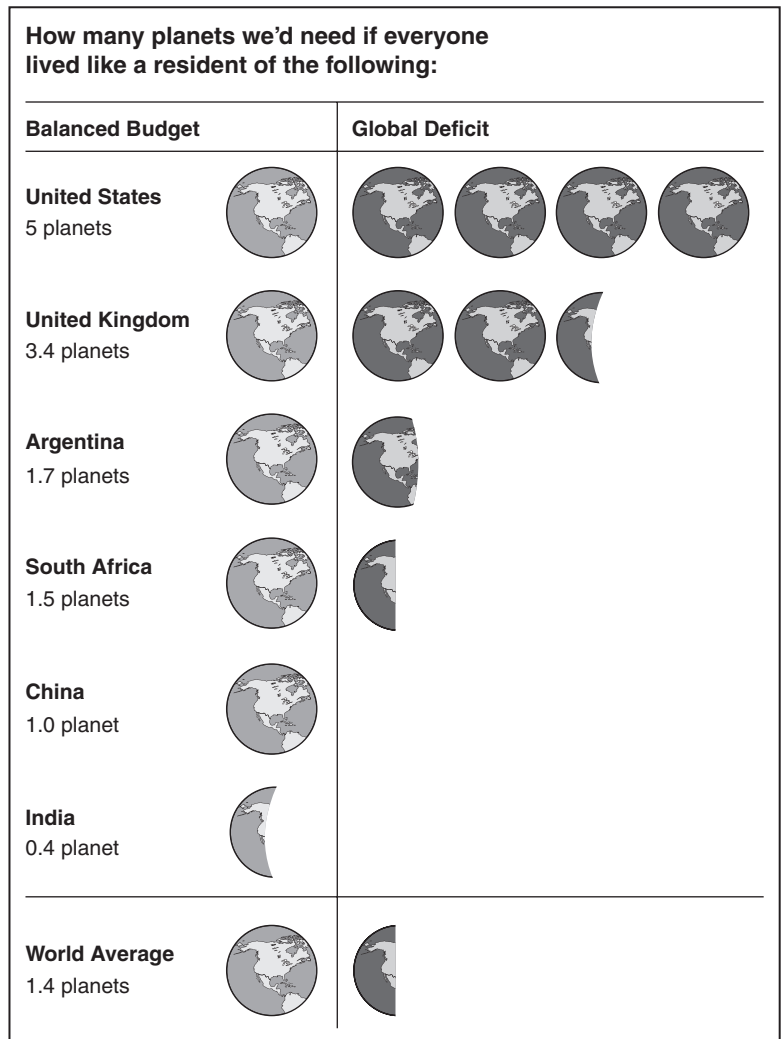 How many planets we'd need if everyone
lived like a resident of the following:
Balanced Budget
Global Deficit
United States
5 planets
United Kingdom
3.4 planets
Argentina
1.7 planets
South Africa
1.5 planets
China
1.0 planet
India
0.4 planet
World Average
1.4 planets